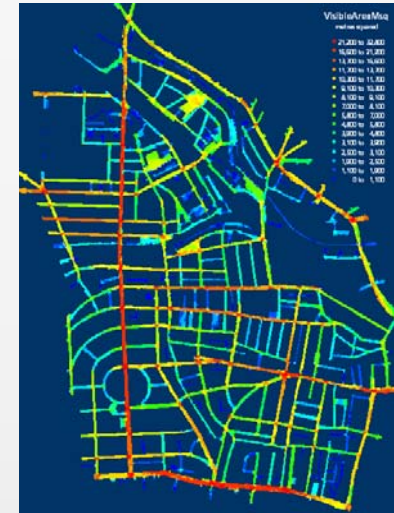 VisibleAreaMsq
metres squared
21,200 to 32,800
16,600 to 21,200
13,700 to 16,600
11,700 to 13,700
10,300 to 11,700
9,100 to 10,300
8,100 to 9,100
7,000 to 8,100
5,800 to 7,000
4,800 to 5,800
3,900 to 4,800
3,100 to 3,900
2,500 to 3,100
1,900 to 2,500
1,100 to 1,900
0 to 1,100